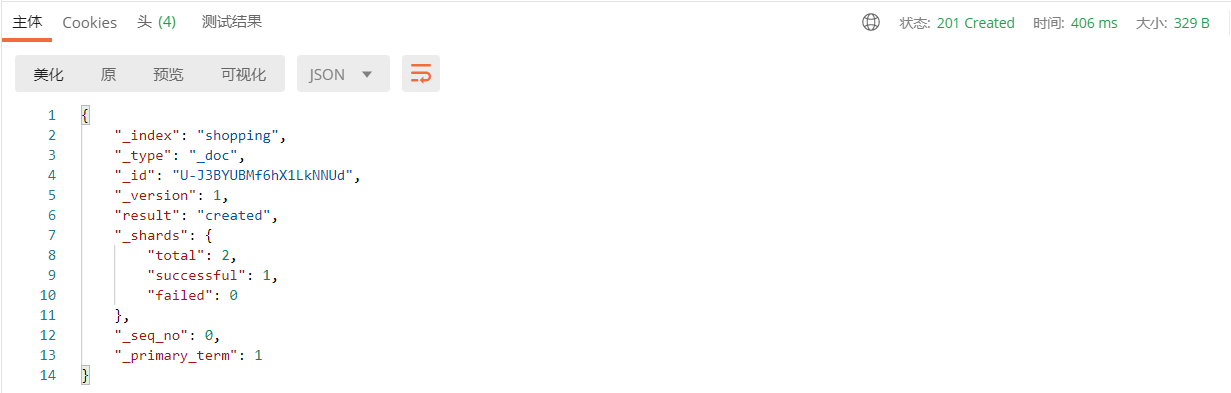 主体 Cookies 头 (4) 测试结果 状态: 201 Created 时间: 406 ms 大小: 329 B
美化 原 预览 可视化 JSON
1 {
2 "_index": "shopping",
3 "_type": "_doc",
4 "_id": "U-J3BYUBMf6hX1LkNNUd",
5 "_version": 1,
6 "result": "created",
7 "_shards": {
8 "total": 2,
9 "successful": 1,
10 "failed": 0
11 },
12 "_seq_no": 0,
13 "_primary_term": 1
14 }